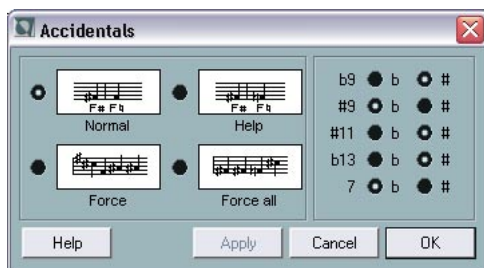 Accidentals
F# F♮
Normal
F# F♮
Help
Force
Force all
b9 b #
#9 b #
#11 b #
b13 b #
7 b #
Help Apply Cancel OK